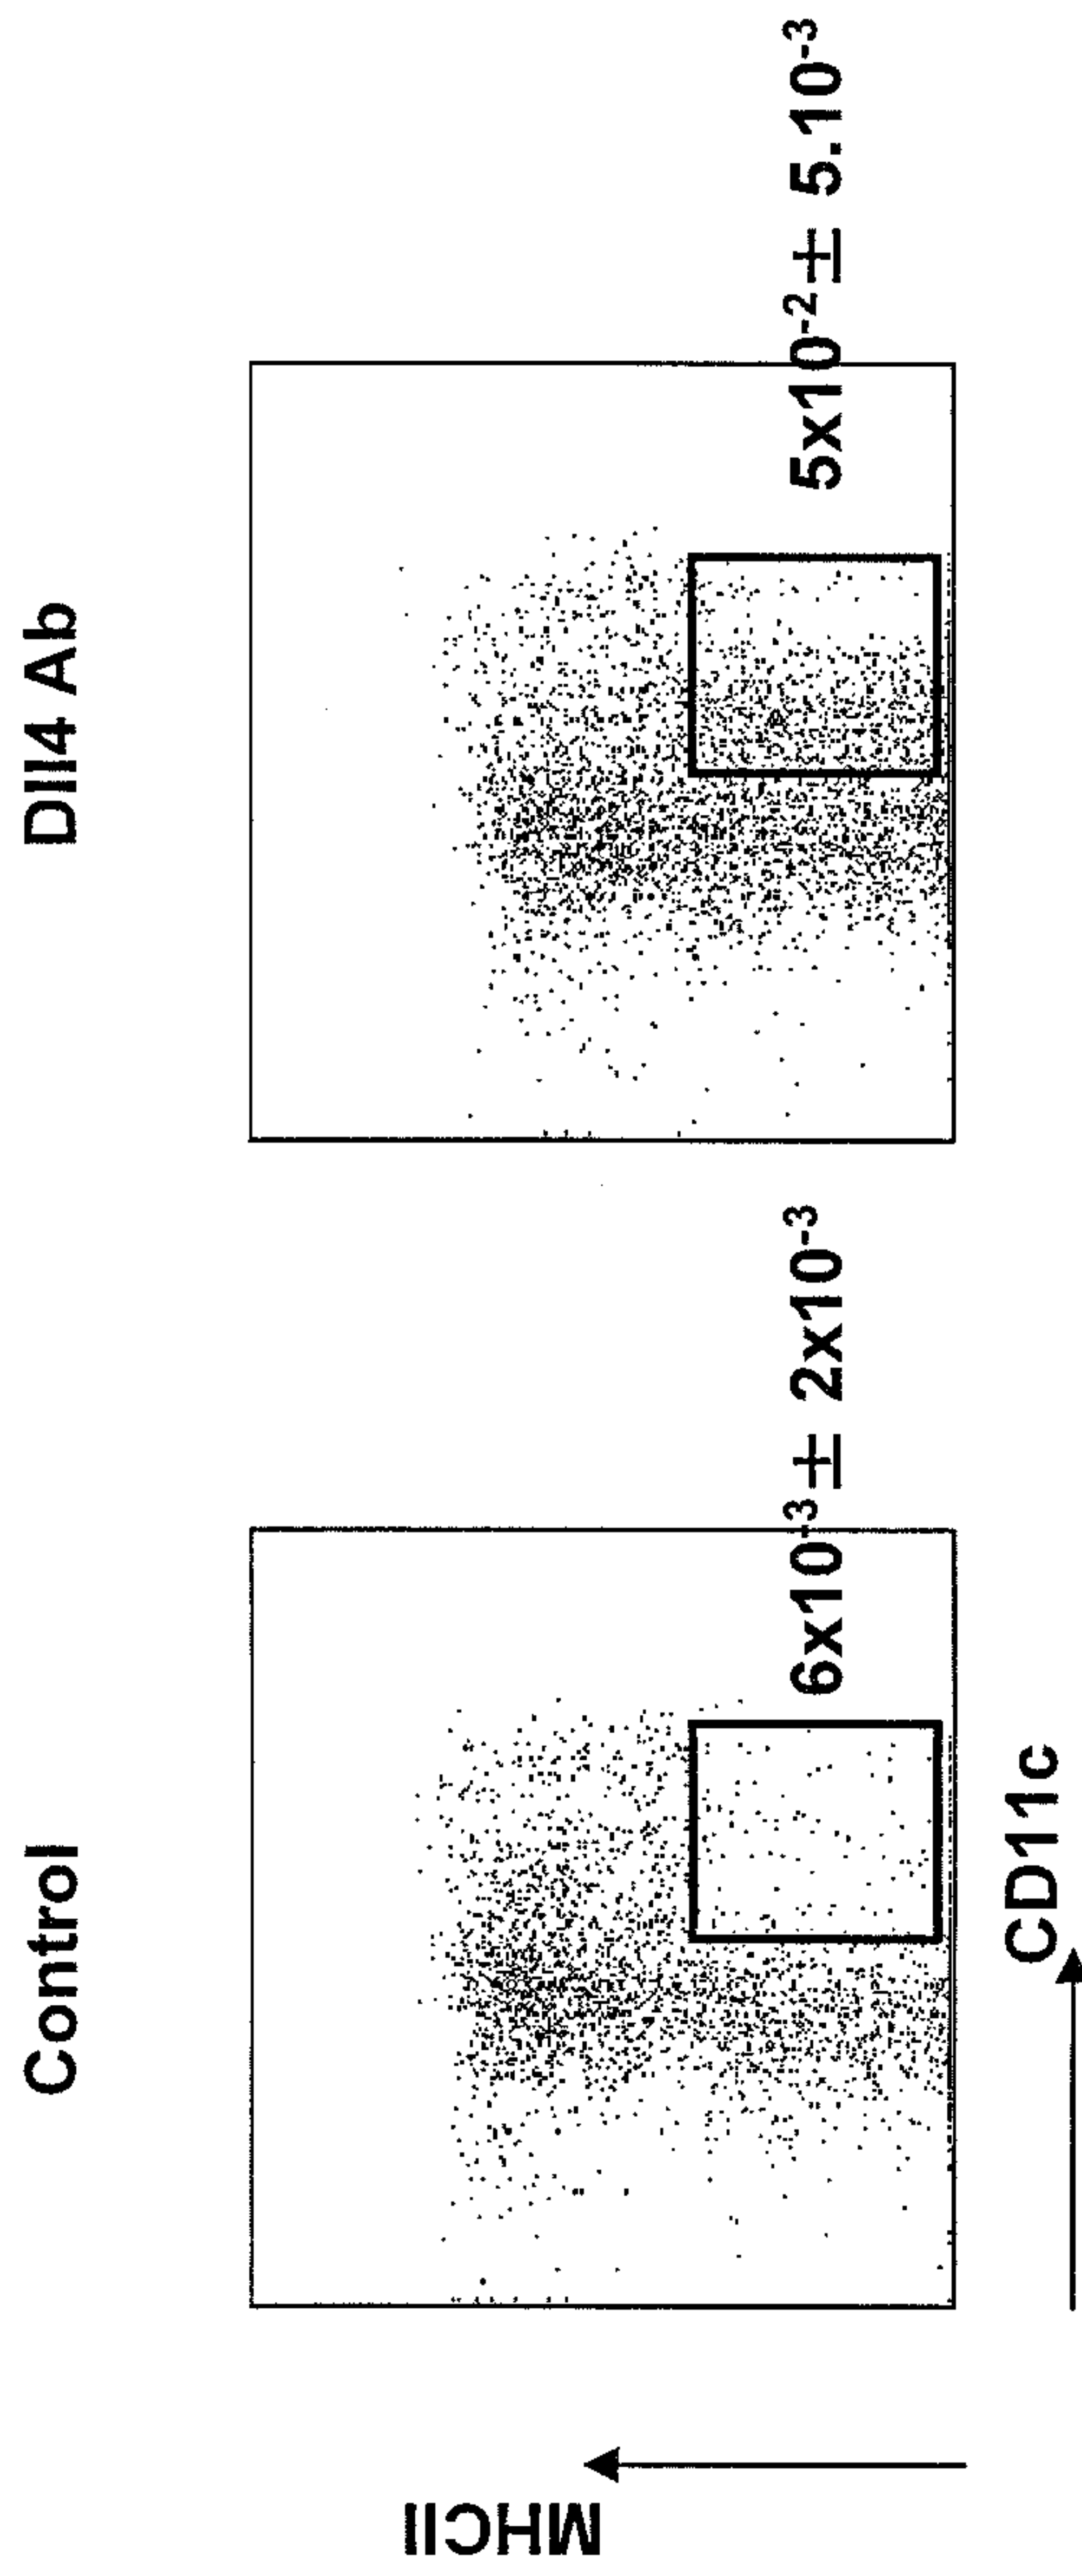 Control
Dll4 Ab
6x10⁻³± 2x10⁻³
5x10⁻²± 5.10⁻³
MHCII
CD11c